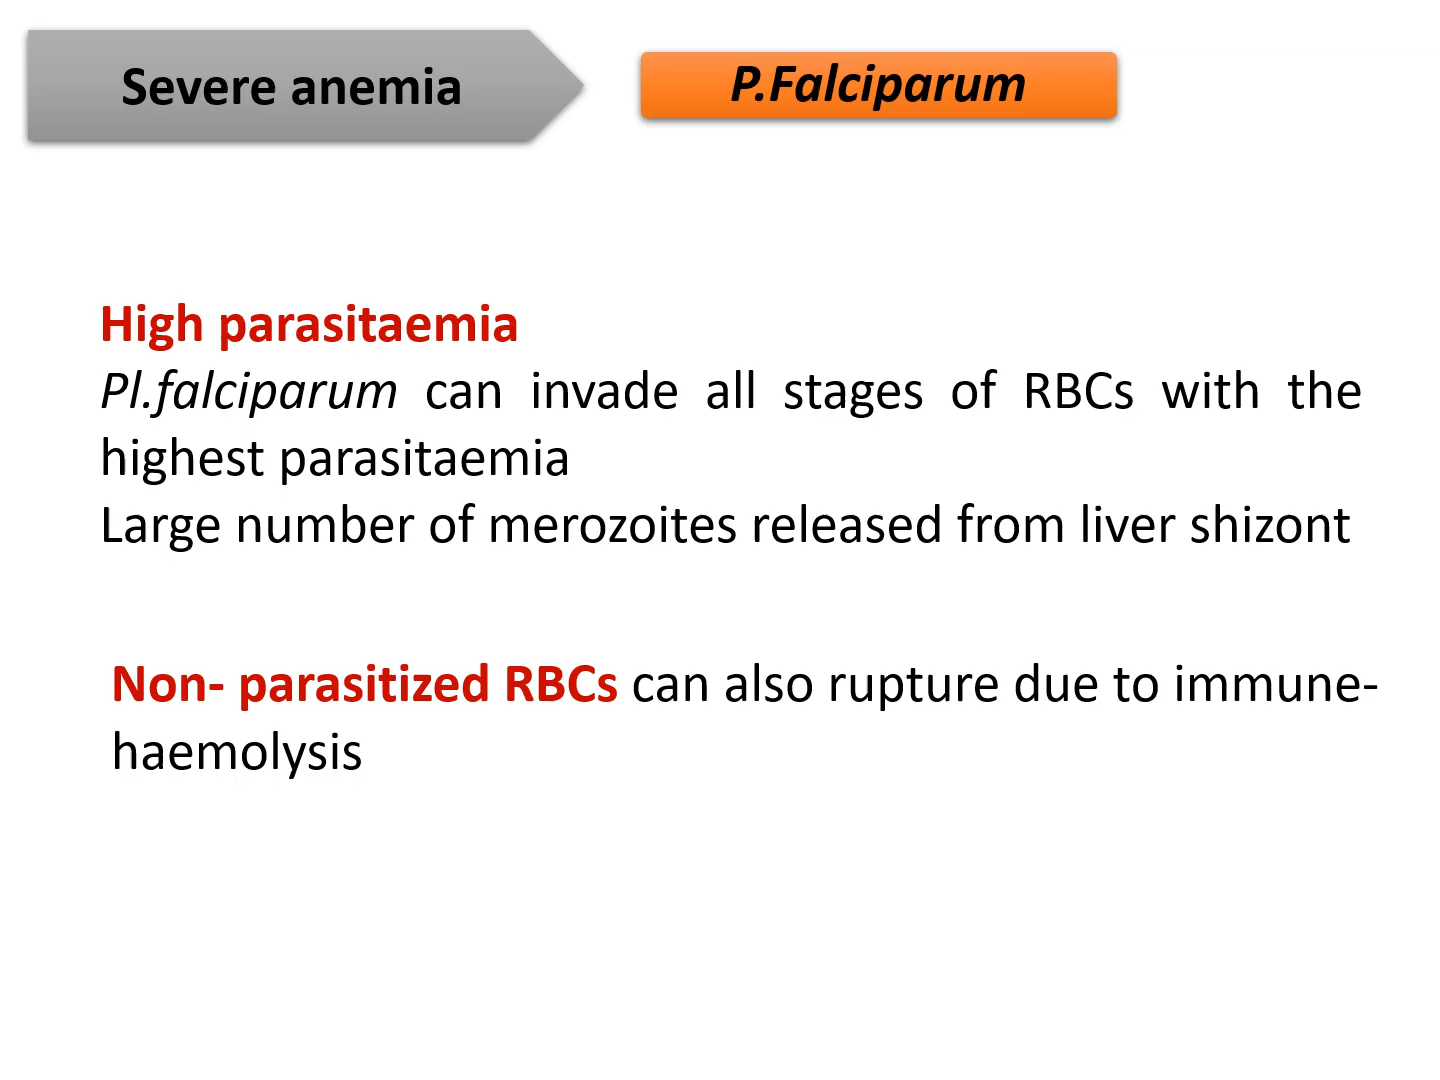 Severe anemia
P.Falciparum
High parasitaemia
Pl.falciparum can invade all stages of RBCs with the
highest parasitaemia
Large number of merozoites released from liver shizont
Non- parasitized RBCs can also rupture due to immune-
haemolysis